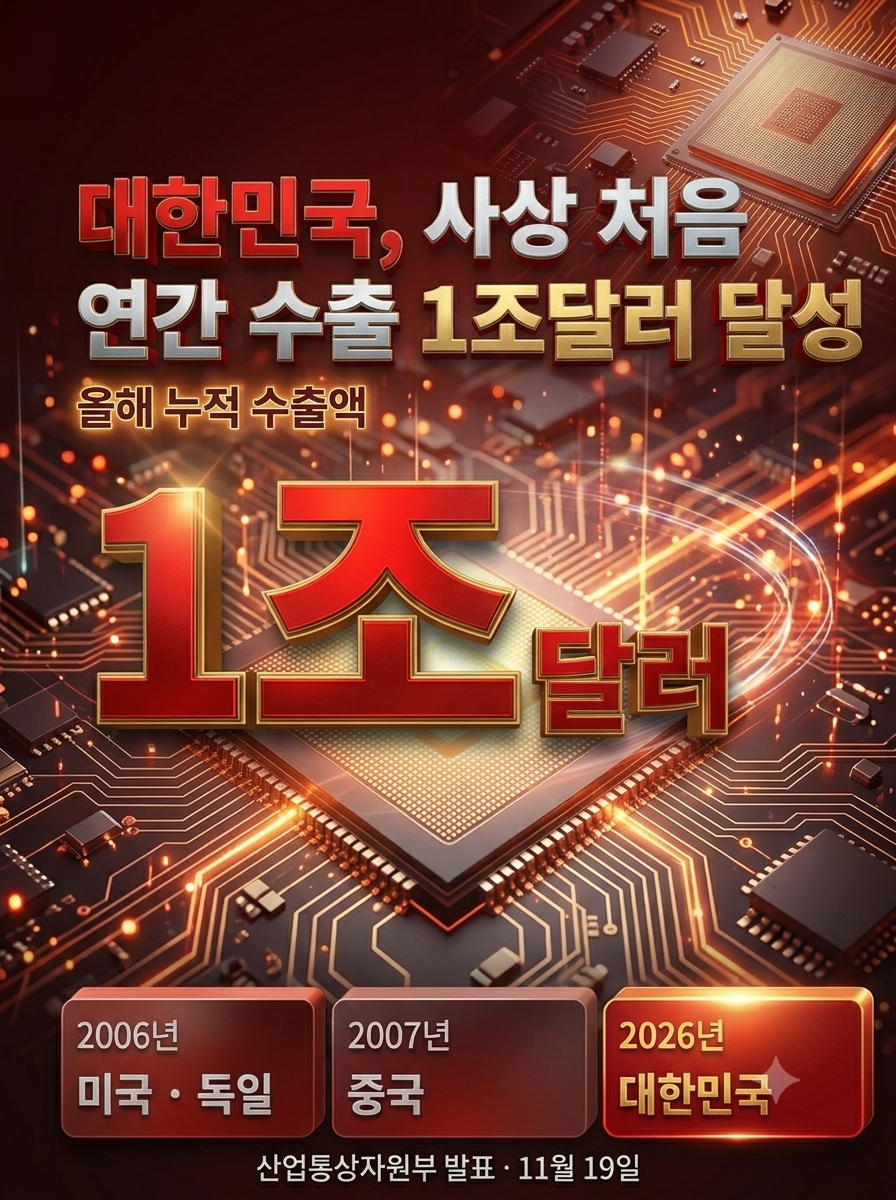 대한민국, 사상 처음
연간 수출 1조달러 달성
올해 누적 수출액
1조달러
2006년
미국 · 독일
2007년
중국
2026년
대한민국
산업통상자원부 발표 · 11월 19일